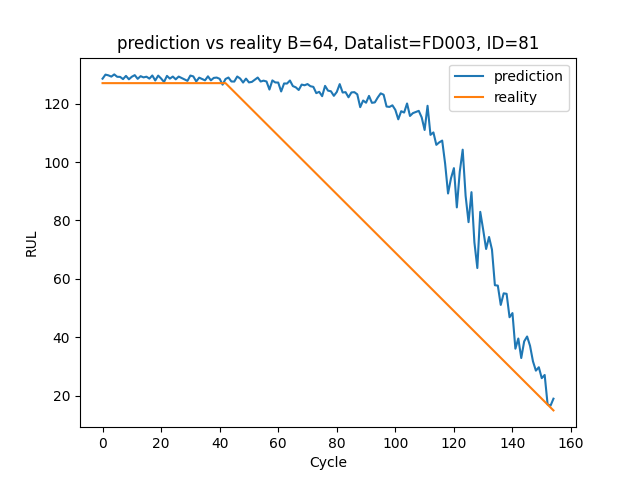 prediction vs reality B=64, Datalist=FD003, ID=81
prediction
reality
RUL
120
100
80
60
40
20
0 20 40 60 80 100 120 140 160
Cycle